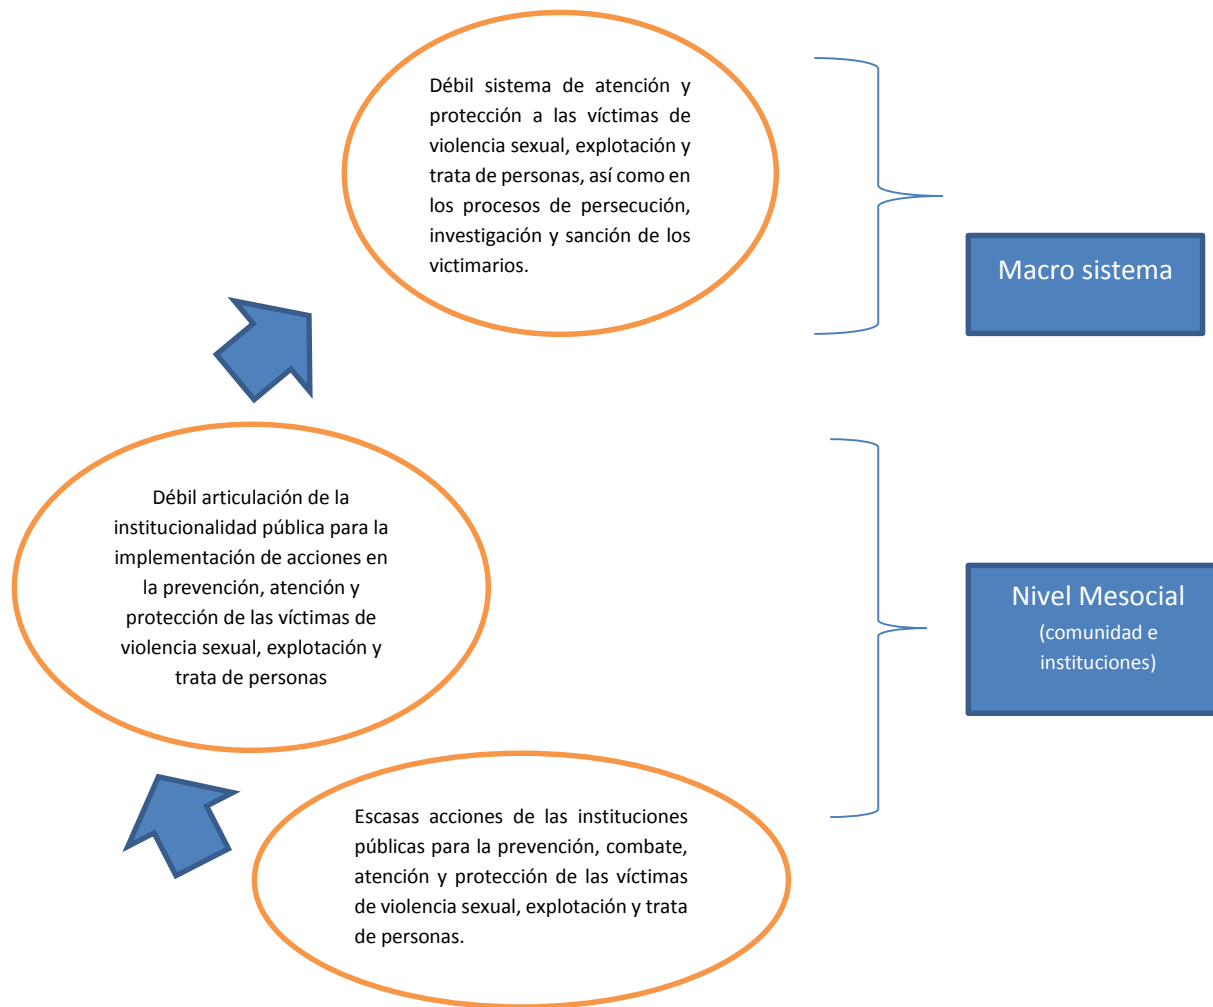 Débil sistema de atención y
protección a las víctimas de
violencia sexual, explotación y
trata de personas, así como en
los procesos de persecución,
investigación y sanción de los
victimarios.
Macro sistema
Débil articulación de la
institucionalidad pública para la
implementación de acciones en
la prevención, atención y
protección de las víctimas de
violencia sexual, explotación y
trata de personas
Nivel Mesocial
(comunidad e
instituciones)
Escasas acciones de las instituciones
públicas para la prevención, combate,
atención y protección de las víctimas
de violencia sexual, explotación y trata
de personas.